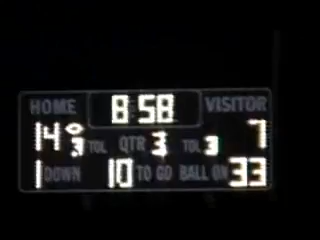 HOME 8:58 VISITOR
14 3 TOL QTR 3 TOL 3 7
1 DOWN 10 TO GO BALL ON 33